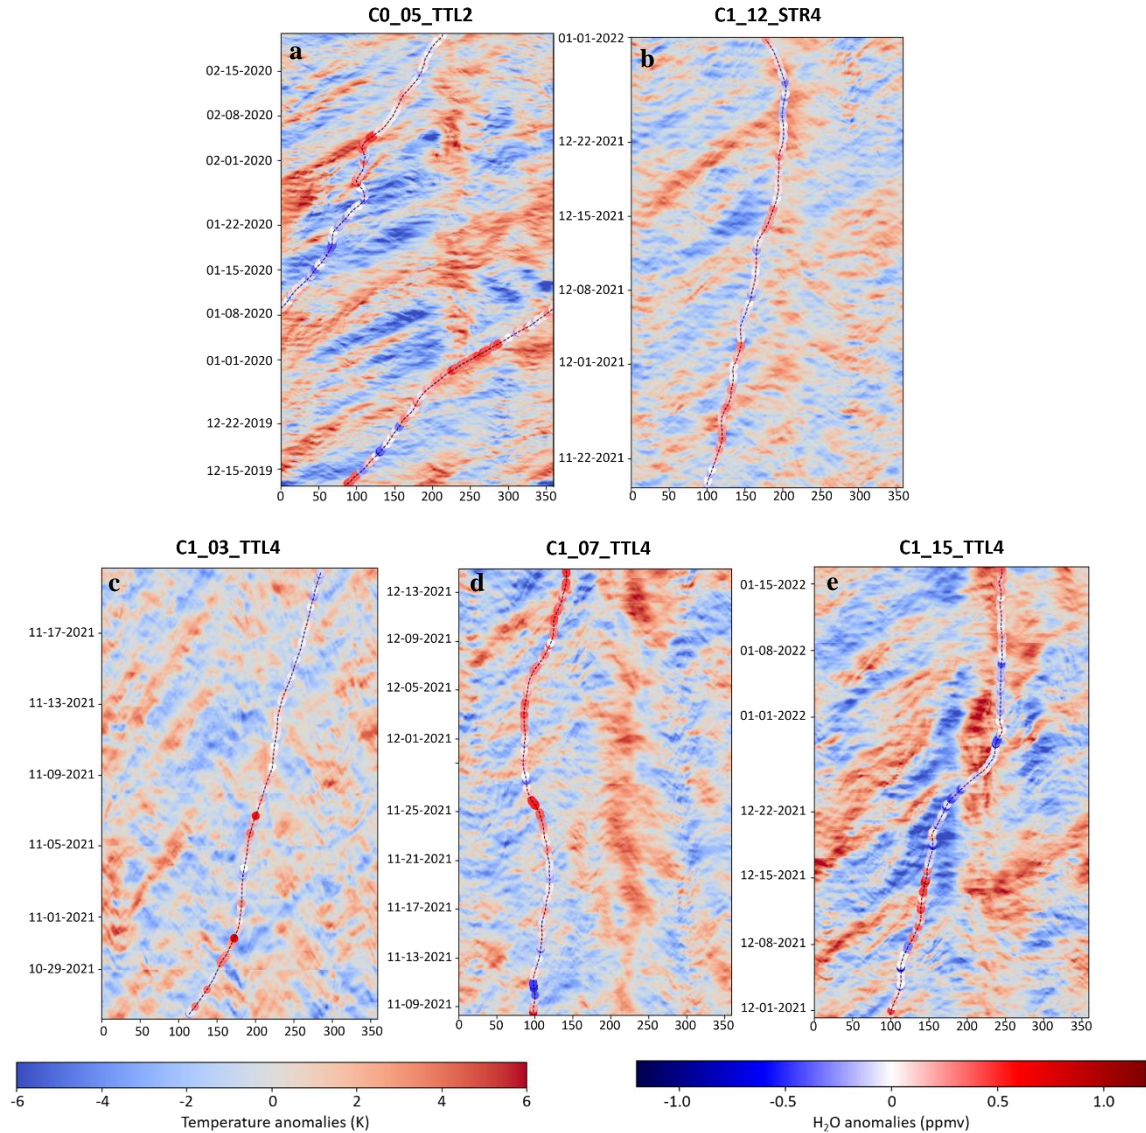 C0_05_TTL2
C1_12_STR4
a
b
02-15-2020
02-08-2020
02-01-2020
01-22-2020
01-15-2020
01-08-2020
01-01-2020
12-22-2019
12-15-2019
0 50 100 150 200 250 300 350
01-01-2022
12-22-2021
12-15-2021
12-08-2021
12-01-2021
11-22-2021
0 50 100 150 200 250 300 350
C1_03_TTL4
C1_07_TTL4
C1_15_TTL4
c
d
e
11-17-2021
11-13-2021
11-09-2021
11-05-2021
11-01-2021
10-29-2021
0 50 100 150 200 250 300 350
12-13-2021
12-09-2021
12-05-2021
12-01-2021
11-25-2021
11-21-2021
11-17-2021
11-13-2021
11-09-2021
0 50 100 150 200 250 300 350
01-15-2022
01-08-2022
01-01-2022
12-22-2021
12-15-2021
12-08-2021
12-01-2021
0 50 100 150 200 250 300 350
-6 -4 -2 0 2 4 6
Temperature anomalies (K)
-1.0 -0.5 0 0.5 1.0
H₂O anomalies (ppmv)